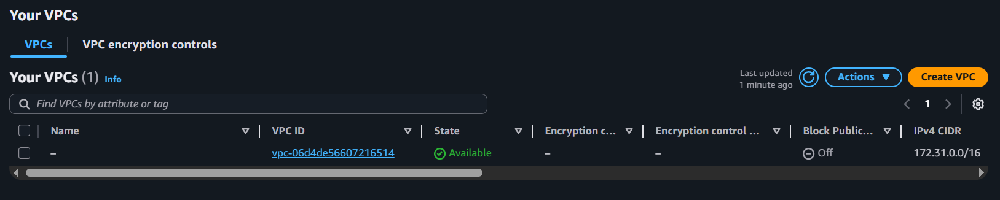 Your VPCs
VPCs
VPC encryption controls
Your VPCs (1) Info
Last updated
1 minute ago
Actions
Create VPC
Find VPCs by attribute or tag
1
Name VPC ID State Encryption c... Encryption control ... Block Public... IPv4 CIDR
– vpc-06d4de56607216514 Available – – Off 172.31.0.0/16